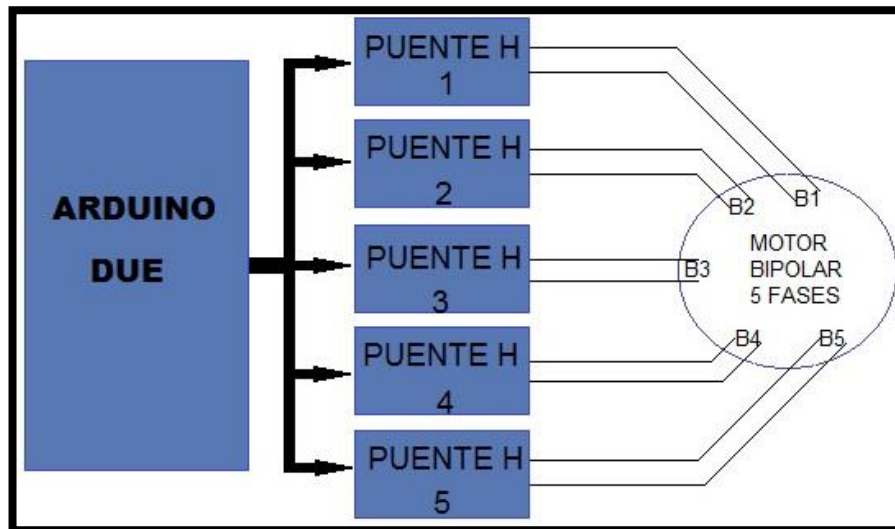 ARDUINO
DUE
PUENTE H
1
PUENTE H
2
PUENTE H
3
PUENTE H
4
PUENTE H
5
B1
B2
B3
B4
B5
MOTOR
BIPOLAR
5 FASES